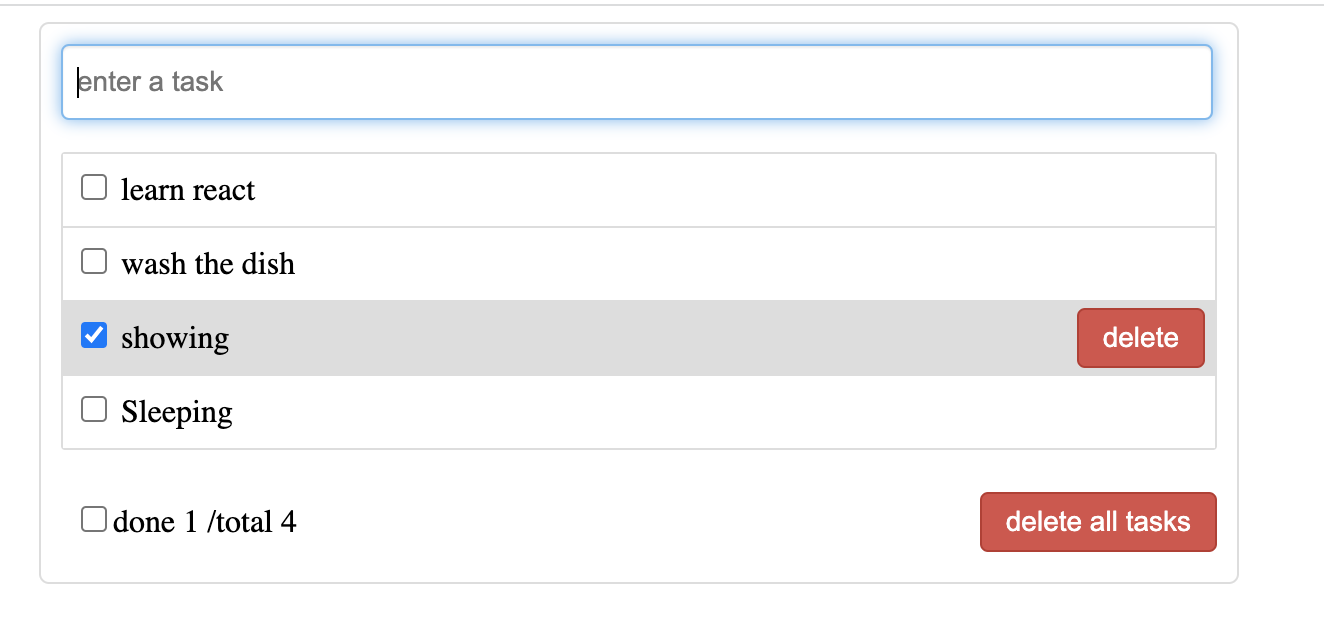 enter a task
learn react
wash the dish
showing delete
Sleeping
done 1 /total 4 delete all tasks